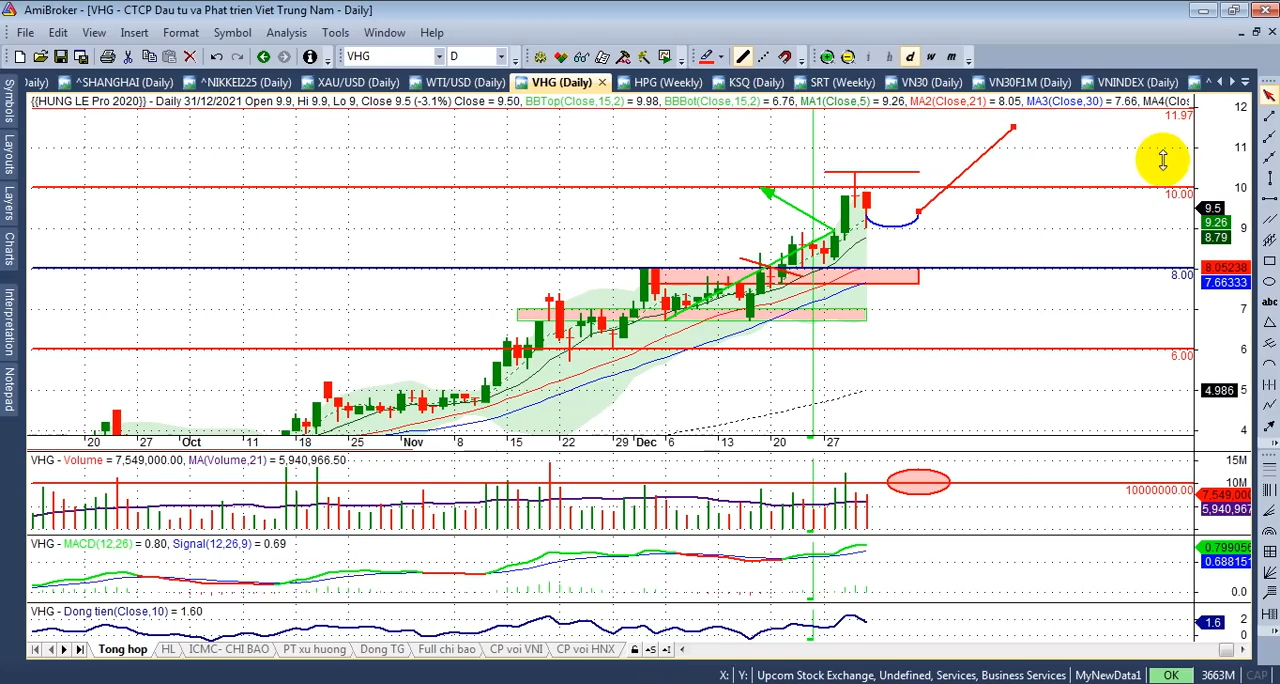 AmiBroker - [VHG - CTCP Dau tu va Phat trien Viet Trung Nam - Daily]
File Edit View Insert Format Symbol Analysis Tools Window Help
VHG D i d w m
aily) ^SHANGHAI (Daily) ^NIKKEI225 (Daily) XAU/USD (Daily) WTI/USD (Daily) VHG (Daily) HPG (Weekly) KSQ (Daily) SRT (Weekly) VN30 (Daily) VN30F1M (Daily) VNINDEX (Daily) ^
{{HUNG LE Pro 2020}} - Daily 31/12/2021 Open 9.9, Hi 9.9, Lo 9, Close 9.5 (-3.1%) Close = 9.50, BBTop(Close,15,2) = 9.98, BBBot(Close,15,2) = 6.76, MA1(Close,5) = 9.26, MA2(Close,21) = 8.05, MA3(Close,30) = 7.66, MA4(Clos
Symbols
Layouts
Layers
Charts
Interpretation
Notepad
abc
12
11.97
11
10
10.00
9.5
9.26
9
8.79
8.05238
8.00
7.66333
7
6
6.00
4.986 5
4
20 27 Oct 11 18 25 Nov 8 15 22 29 Dec 6 13 20 27
VHG - Volume = 7,549,000.00, MA(Volume,21) = 5,940,966.50
15M
10M
10000000.00
7,549,000
5,940,967
VHG - MACD(12,26) = 0.80, Signal(12,26,9) = 0.69
0.799056
0.688151
0.0
VHG - Dong tien(Close,10) = 1.60
2
1.6
0
Tong hop HL ICMC- CHI BAO PT xu huong Dong TG Full chi bao CP voi VNI CP voi HNX
X: Y: Upcom Stock Exchange, Undefined, Services, Business Services MyNewData1 OK 3663M CAP